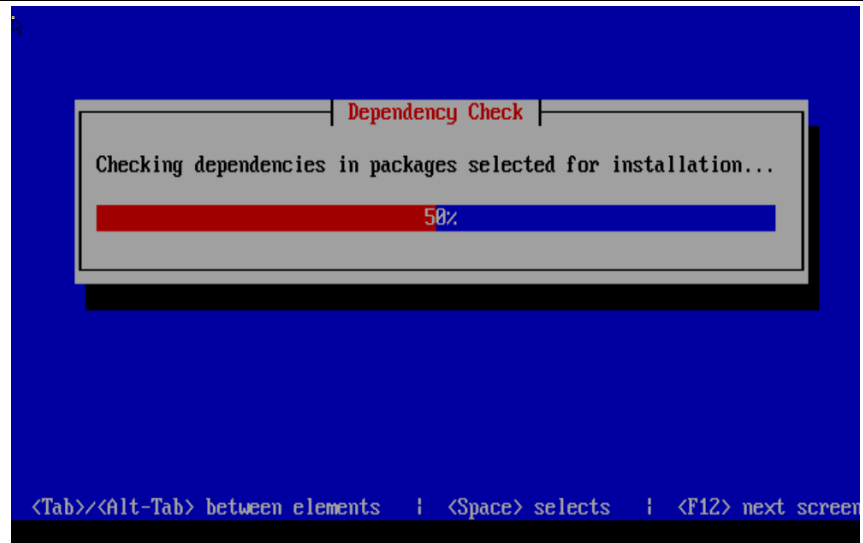 Dependency Check
Checking dependencies in packages selected for installation...
50%
<Tab>/<Alt-Tab> between elements | <Space> selects | <F12> next screen